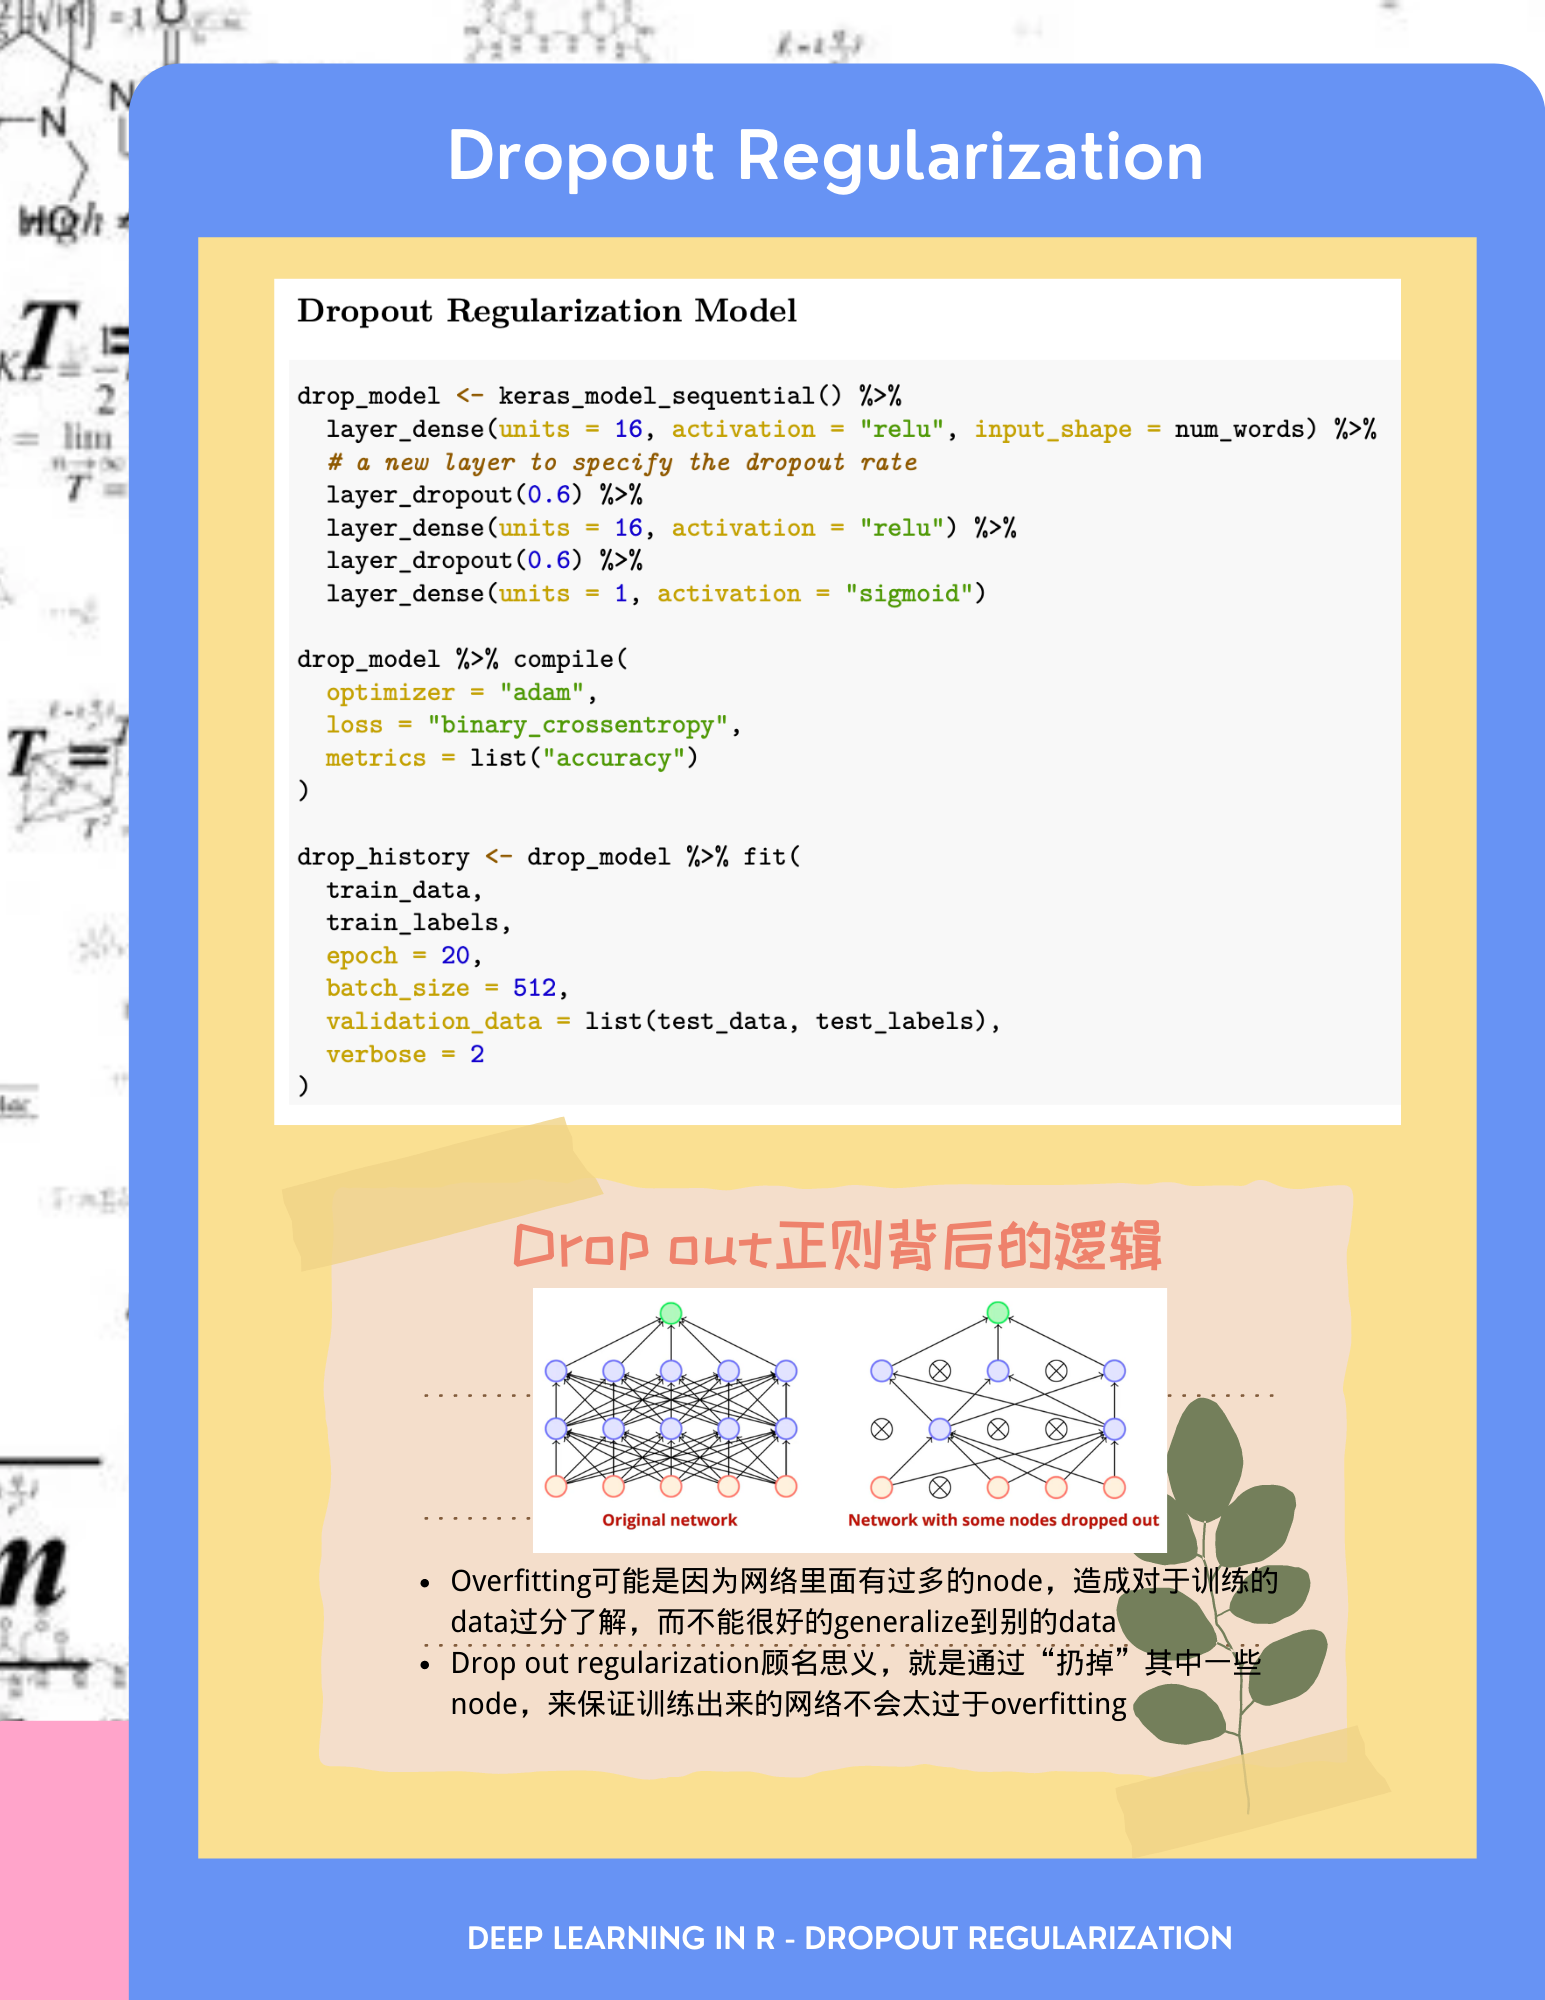 Dropout Regularization
Dropout Regularization Model
drop_model <- keras_model_sequential() %>%
  layer_dense(units = 16, activation = "relu", input_shape = num_words) %>%
  # a new layer to specify the dropout rate
  layer_dropout(0.6) %>%
  layer_dense(units = 16, activation = "relu") %>%
  layer_dropout(0.6) %>%
  layer_dense(units = 1, activation = "sigmoid")
drop_model %>% compile(
  optimizer = "adam",
  loss = "binary_crossentropy",
  metrics = list("accuracy")
)
drop_history <- drop_model %>% fit(
  train_data,
  train_labels,
  epoch = 20,
  batch_size = 512,
  validation_data = list(test_data, test_labels),
  verbose = 2
)
Drop out正则背后的逻辑
Original network
Network with some nodes dropped out
• Overfitting可能是因为网络里面有过多的node，造成对于训练的
data过分了解，而不能很好的generalize到别的data
• Drop out regularization顾名思义，就是通过“扔掉”其中一些
node，来保证训练出来的网络不会太过于overfitting
DEEP LEARNING IN R - DROPOUT REGULARIZATION